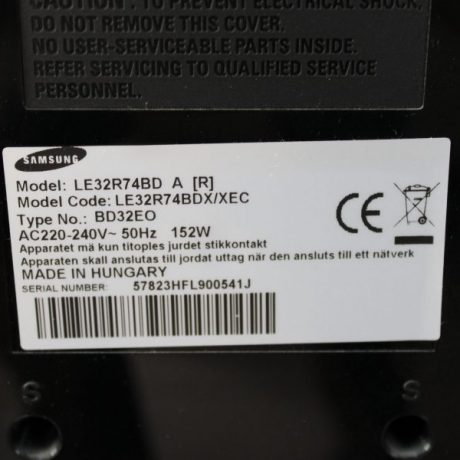 CAUTION : TO PREVENT ELECTRICAL SHOCK,
DO NOT REMOVE THIS COVER.
NO USER-SERVICEABLE PARTS INSIDE.
REFER SERVICING TO QUALIFIED SERVICE
PERSONNEL.
SAMSUNG
Model: LE32R74BD A [R]
Model Code: LE32R74BDX/XEC
Type No.: BD32EO
AC220-240V~ 50Hz 152W
Apparatet må kun titoples jurdet stikkontakt
Apparaten skall anslutas till jordat uttag när den ansluts till ett nätverk
MADE IN HUNGARY
SERIAL NUMBER: 57823HFL900541J
CE
S S